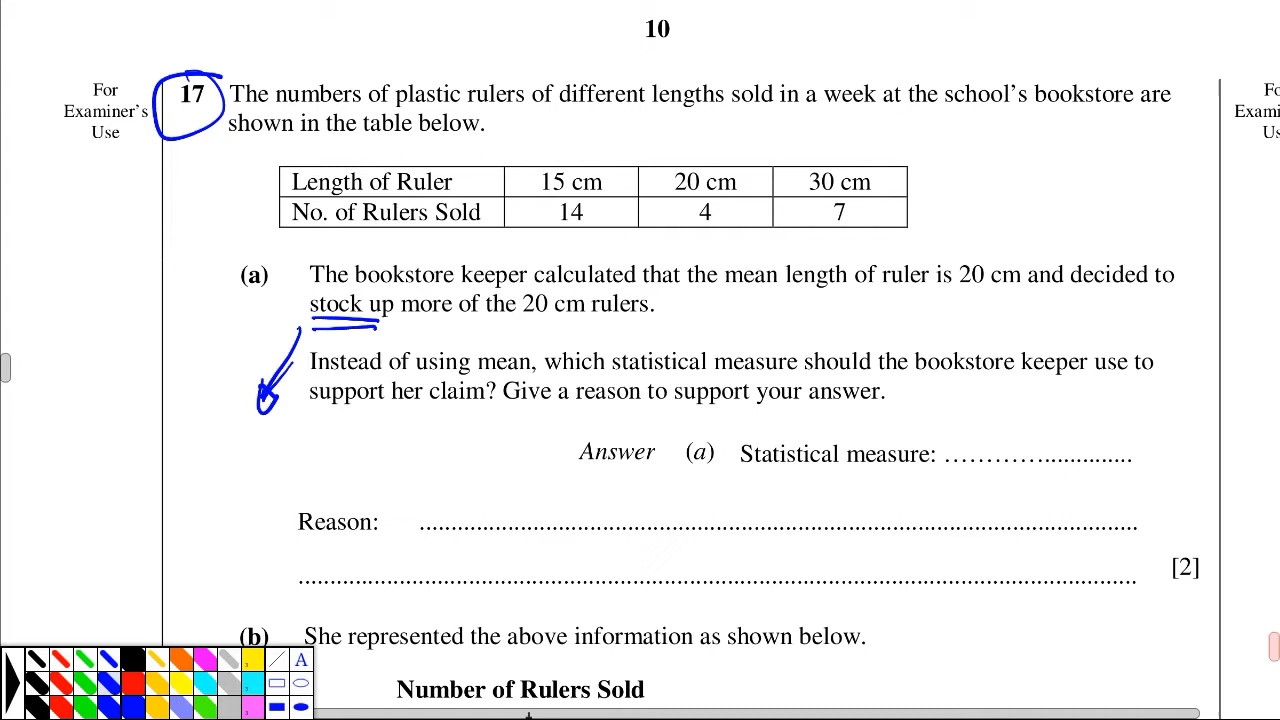 10
For
Examiner's
Use
17 The numbers of plastic rulers of different lengths sold in a week at the school's bookstore are
shown in the table below.
Length of Ruler 15 cm 20 cm 30 cm
No. of Rulers Sold 14 4 7
(a) The bookstore keeper calculated that the mean length of ruler is 20 cm and decided to
stock up more of the 20 cm rulers.
Instead of using mean, which statistical measure should the bookstore keeper use to
support her claim? Give a reason to support your answer.
Answer (a) Statistical measure: ………….............
Reason: ..................................................................................................................
..................................................................................................................................... [2]
(b) She represented the above information as shown below.
Number of Rulers Sold
A